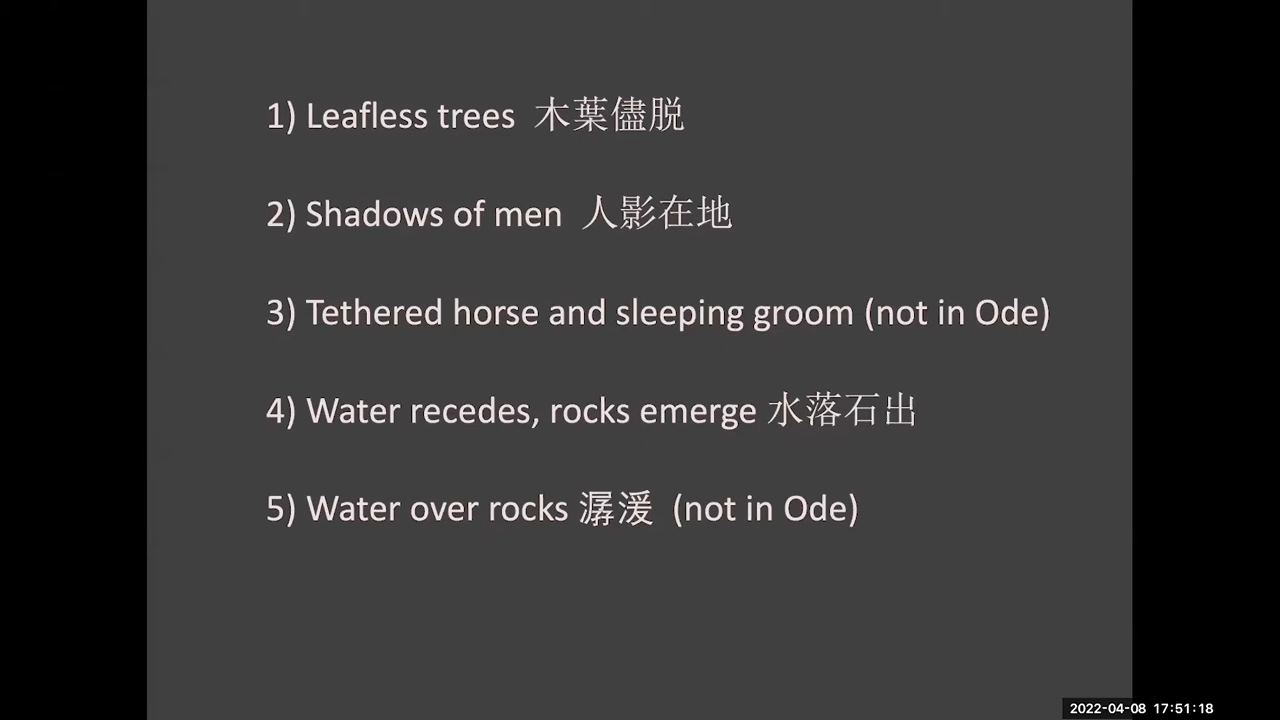 1) Leafless trees 木葉儘脱
2) Shadows of men 人影在地
3) Tethered horse and sleeping groom (not in Ode)
4) Water recedes, rocks emerge 水落石出
5) Water over rocks 潺湲 (not in Ode)
2022-04-08 17:51:18